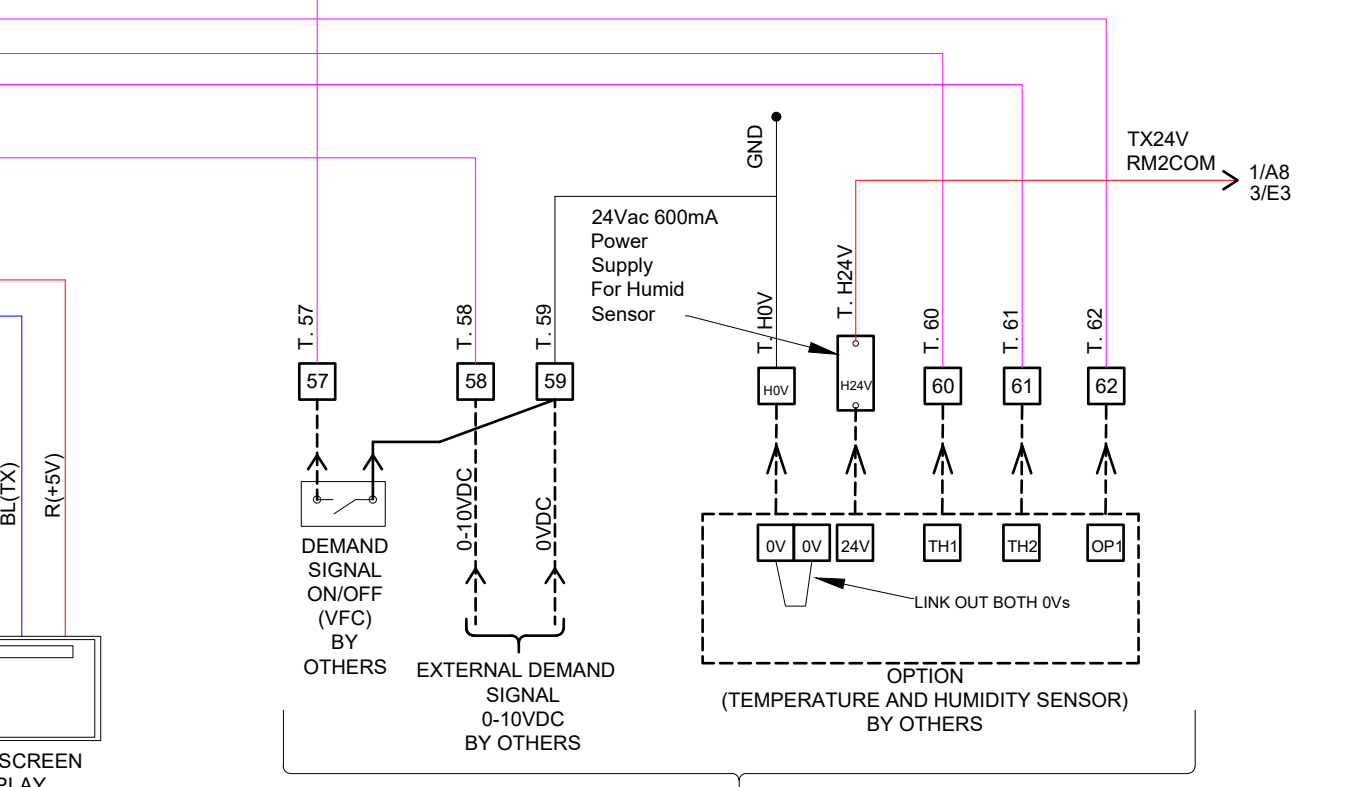 TX24V
RM2COM
1/A8
3/E3
GND
24Vac 600mA
Power
Supply
For Humid
Sensor
T. 57
T. 58
T. 59
T. H0V
T. H24V
T. 60
T. 61
T. 62
57
58
59
H0V
H24V
60
61
62
BL(TX)
R(+5V)
0-10VDC
0VDC
0V
0V
24V
TH1
TH2
OP1
LINK OUT BOTH 0Vs
DEMAND
SIGNAL
ON/OFF
(VFC)
BY
OTHERS
EXTERNAL DEMAND
SIGNAL
0-10VDC
BY OTHERS
OPTION
(TEMPERATURE AND HUMIDITY SENSOR)
BY OTHERS
SCREEN
PLAY